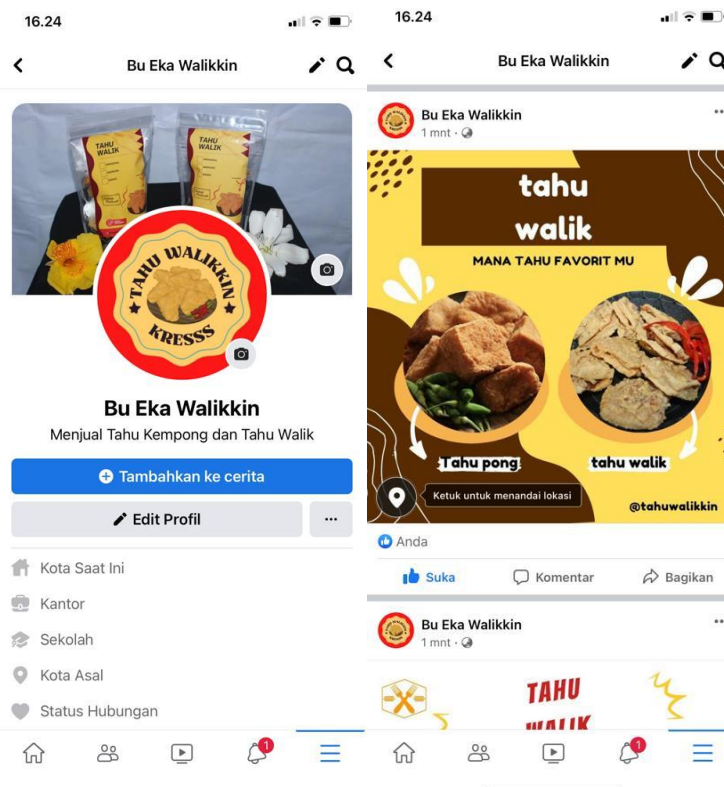 16.24
Bu Eka Walikkin
TAHU
WALIK
TAHU
WALIK
TAHU WALIKKIN
KRESSS
Bu Eka Walikkin
Menjual Tahu Kempong dan Tahu Walik
Tambahkan ke cerita
Edit Profil
Kota Saat Ini
Kantor
Sekolah
Kota Asal
Status Hubungan
1
16.24
Bu Eka Walikkin
Bu Eka Walikkin
1 mnt ·
tahu
walik
MANA TAHU FAVORIT MU
Tahu pong
tahu walik
Ketuk untuk menandai lokasi
@tahuwalikkin
Anda
Suka
Komentar
Bagikan
Bu Eka Walikkin
1 mnt ·
TAHU
WALIK
1